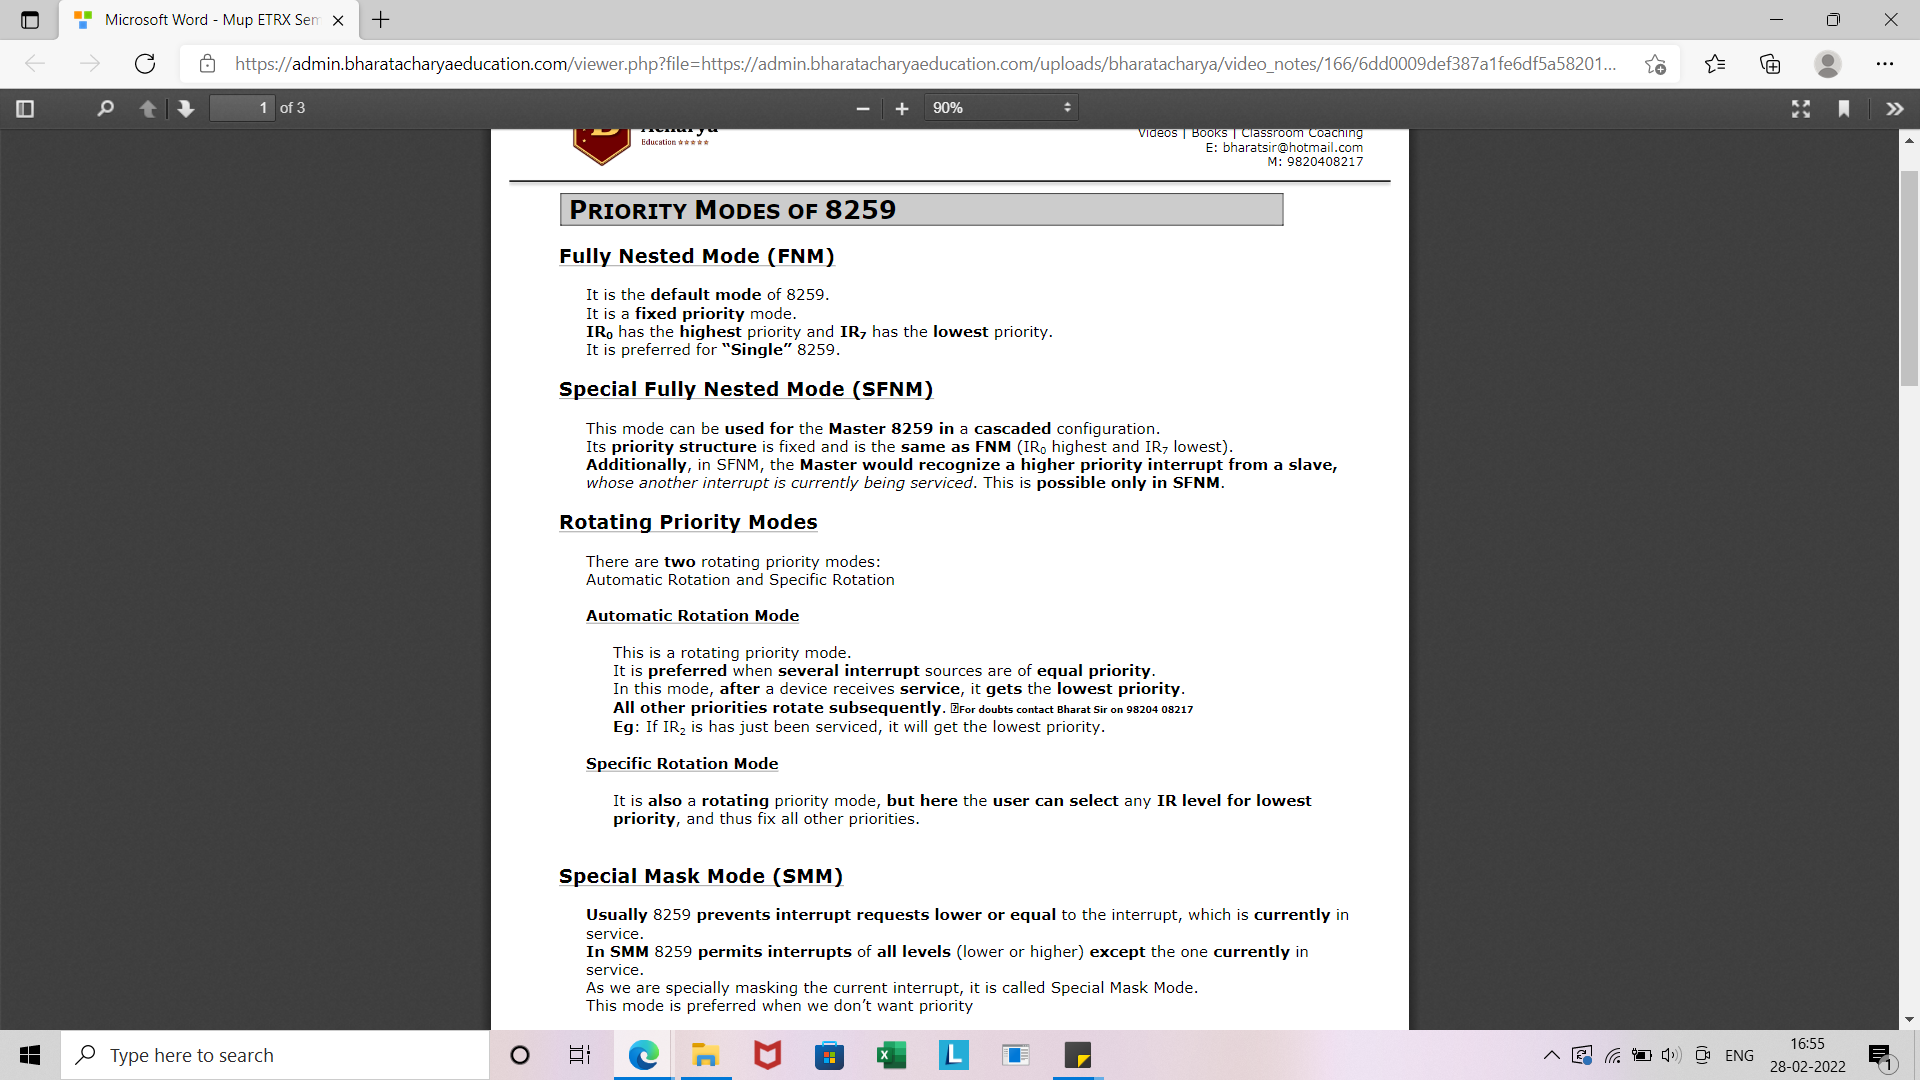 Microsoft Word - Mup ETRX Sem
https://admin.bharatacharyaeducation.com/viewer.php?file=https://admin.bharatacharyaeducation.com/uploads/bharatacharya/video_notes/166/6dd0009def387a1fe6df5a58201...
1 of 3
90%
Acharya
Education
Videos | Books | Classroom Coaching
E: bharatsir@hotmail.com
M: 9820408217
PRIORITY MODES OF 8259
Fully Nested Mode (FNM)
It is the default mode of 8259.
It is a fixed priority mode.
IR₀ has the highest priority and IR₇ has the lowest priority.
It is preferred for “Single” 8259.
Special Fully Nested Mode (SFNM)
This mode can be used for the Master 8259 in a cascaded configuration.
Its priority structure is fixed and is the same as FNM (IR₀ highest and IR₇ lowest).
Additionally, in SFNM, the Master would recognize a higher priority interrupt from a slave,
whose another interrupt is currently being serviced. This is possible only in SFNM.
Rotating Priority Modes
There are two rotating priority modes:
Automatic Rotation and Specific Rotation
Automatic Rotation Mode
This is a rotating priority mode.
It is preferred when several interrupt sources are of equal priority.
In this mode, after a device receives service, it gets the lowest priority.
All other priorities rotate subsequently. For doubts contact Bharat Sir on 98204 08217
Eg: If IR₂ is has just been serviced, it will get the lowest priority.
Specific Rotation Mode
It is also a rotating priority mode, but here the user can select any IR level for lowest
priority, and thus fix all other priorities.
Special Mask Mode (SMM)
Usually 8259 prevents interrupt requests lower or equal to the interrupt, which is currently in
service.
In SMM 8259 permits interrupts of all levels (lower or higher) except the one currently in
service.
As we are specially masking the current interrupt, it is called Special Mask Mode.
This mode is preferred when we don’t want priority
Type here to search
L
ENG
16:55
28-02-2022
1